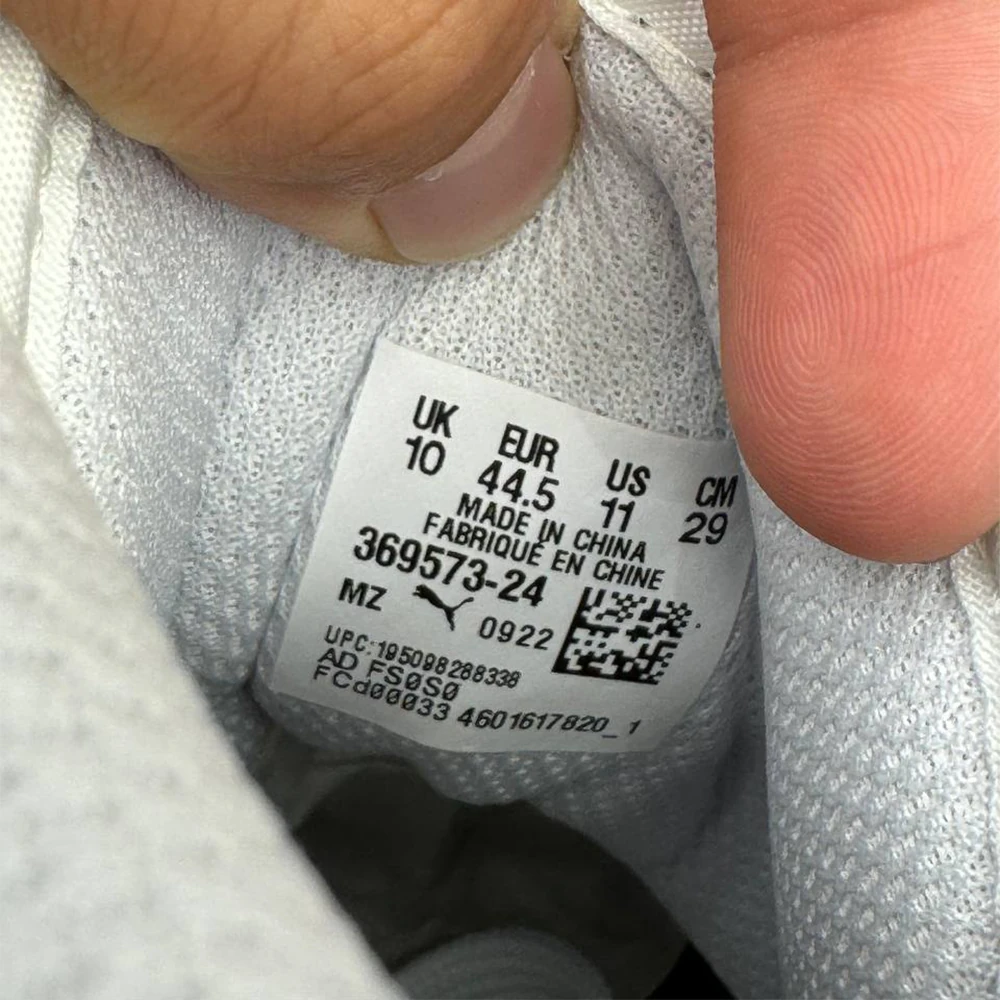 UK EUR US CM
10 44.5 11 29
MADE IN CHINA
FABRIQUÉ EN CHINE
369573-24
MZ 0922
UPC:195098288338
AD FS0S0
FCd00033 4601617820_1